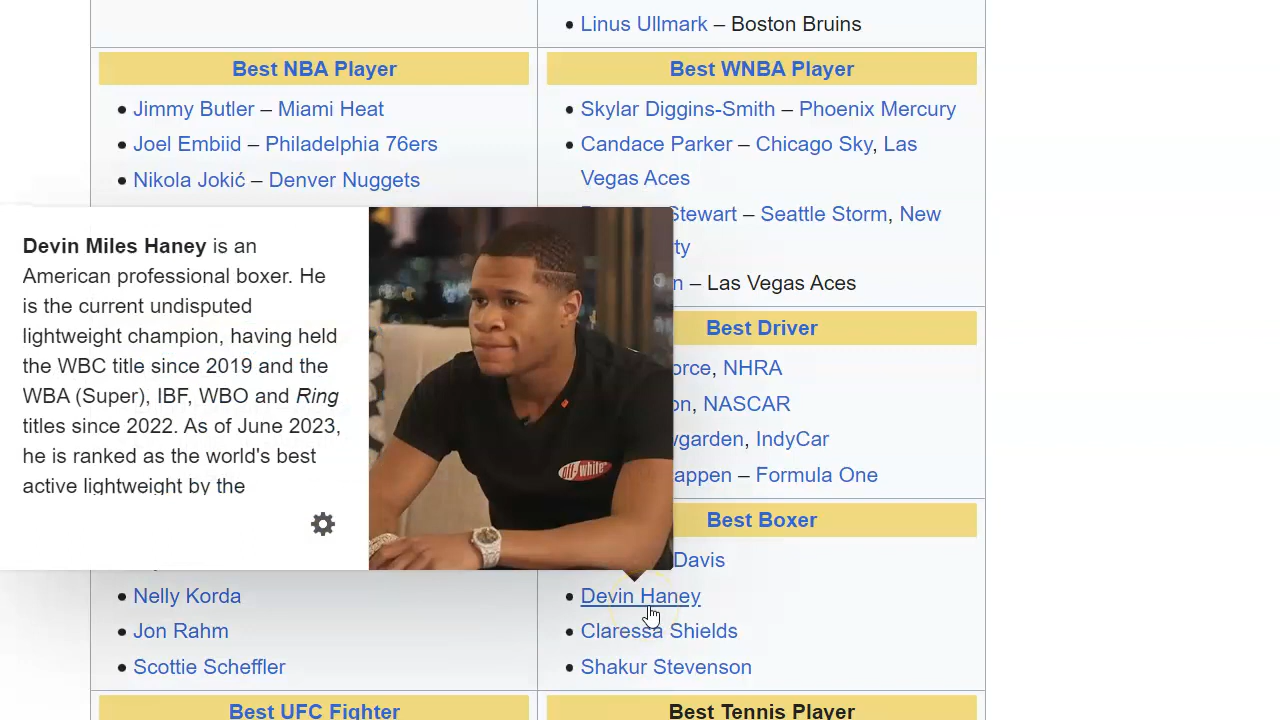 Linus Ullmark – Boston Bruins
Best NBA Player
Jimmy Butler – Miami Heat
Joel Embiid – Philadelphia 76ers
Nikola Jokić – Denver Nuggets
Best WNBA Player
Skylar Diggins-Smith – Phoenix Mercury
Candace Parker – Chicago Sky, Las
Vegas Aces
Stewart – Seattle Storm, New
– Las Vegas Aces
Devin Miles Haney is an
American professional boxer. He
is the current undisputed
lightweight champion, having held
the WBC title since 2019 and the
WBA (Super), IBF, WBO and Ring
titles since 2022. As of June 2023,
he is ranked as the world's best
active lightweight by the
off-white
Best Driver
orce, NHRA
on, NASCAR
wgarden, IndyCar
appen – Formula One
Nelly Korda
Jon Rahm
Scottie Scheffler
Best Boxer
Davis
Devin Haney
Claressa Shields
Shakur Stevenson
Best UFC Fighter
Best Tennis Player